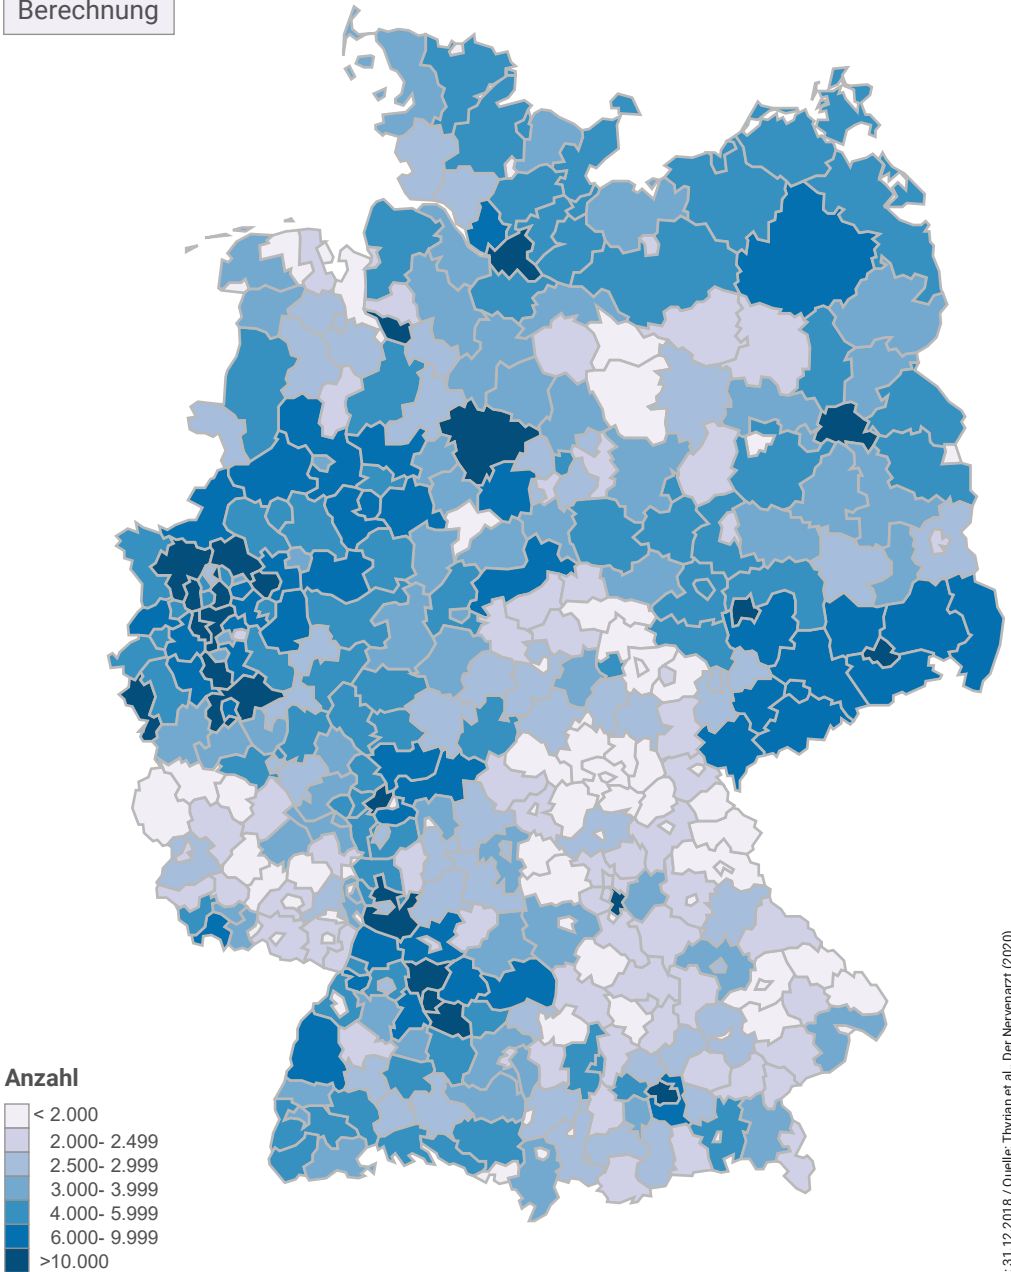 Berechnung
Anzahl
< 2.000
2.000- 2.499
2.500- 2.999
3.000- 3.999
4.000- 5.999
6.000- 9.999
>10.000
: 31.12.2018 / Quelle: Thyrian et al., Der Nervenarzt (2020)